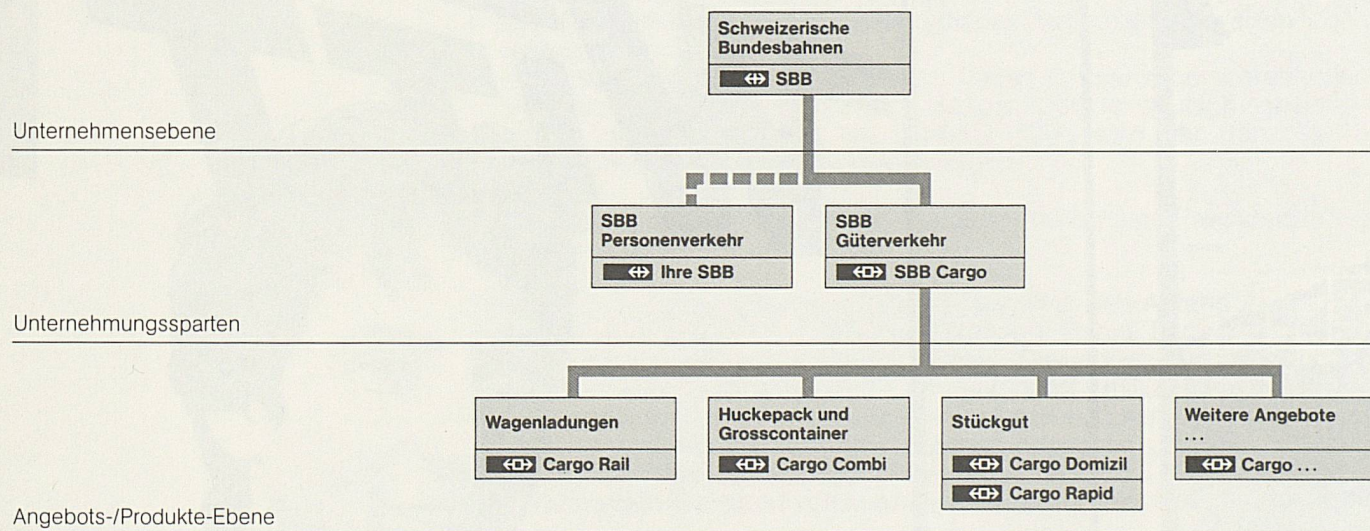 Schweizerische
Bundesbahnen
SBB
Unternehmensebene
SBB
Personenverkehr
Ihre SBB
SBB
Güterverkehr
SBB Cargo
Unternehmungssparten
Wagenladungen
Cargo Rail
Huckepack und
Grosscontainer
Cargo Combi
Stückgut
Cargo Domizil
Cargo Rapid
Weitere Angebote
...
Cargo ...
Angebots-/Produkte-Ebene